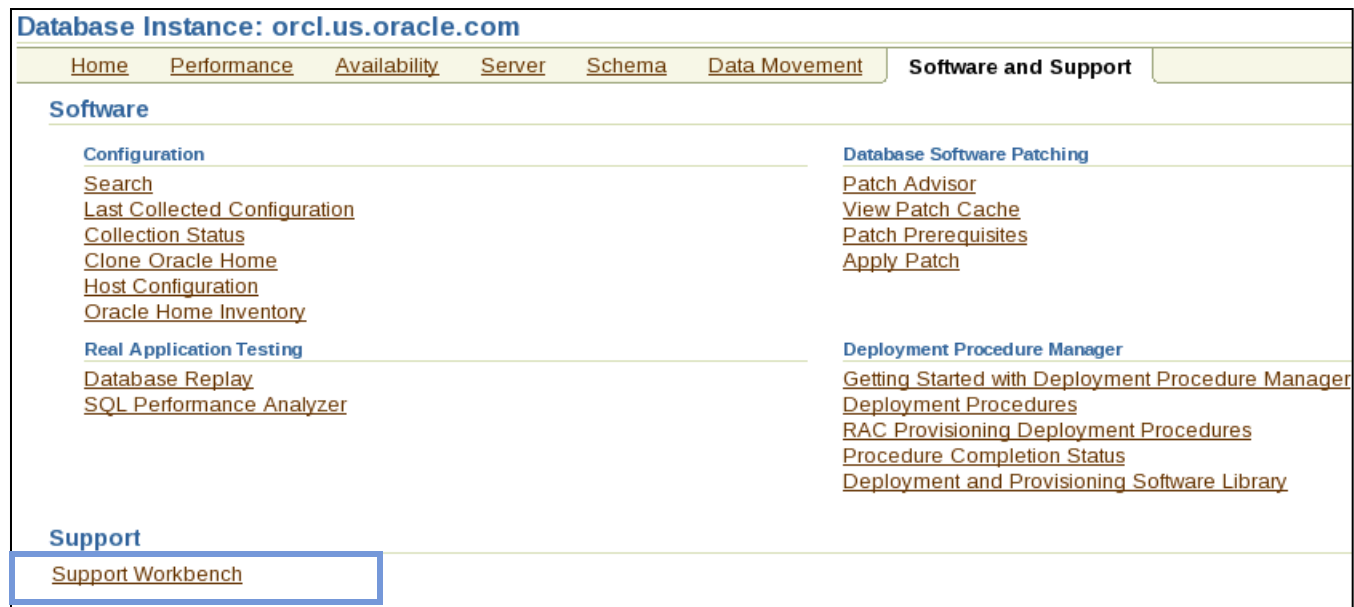 Database Instance: orcl.us.oracle.com
Home Performance Availability Server Schema Data Movement Software and Support
Software
Configuration
Search
Last Collected Configuration
Collection Status
Clone Oracle Home
Host Configuration
Oracle Home Inventory
Database Software Patching
Patch Advisor
View Patch Cache
Patch Prerequisites
Apply Patch
Real Application Testing
Database Replay
SQL Performance Analyzer
Deployment Procedure Manager
Getting Started with Deployment Procedure Manager
Deployment Procedures
RAC Provisioning Deployment Procedures
Procedure Completion Status
Deployment and Provisioning Software Library
Support
Support Workbench